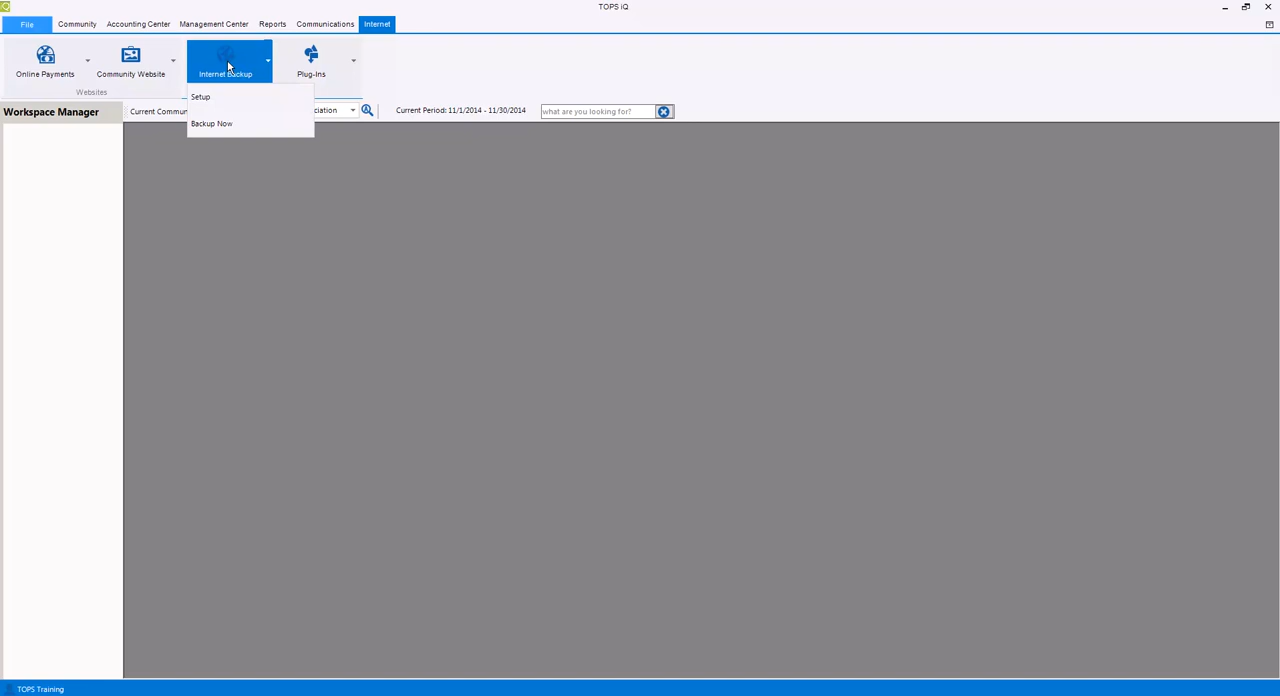 TOPS iQ
File Community Accounting Center Management Center Reports Communications Internet
Online Payments Community Website Internet Backup Plug-Ins
Websites
Setup
Backup Now
Workspace Manager
Current Period: 11/1/2014 - 11/30/2014 what are you looking for?
TOPS Training